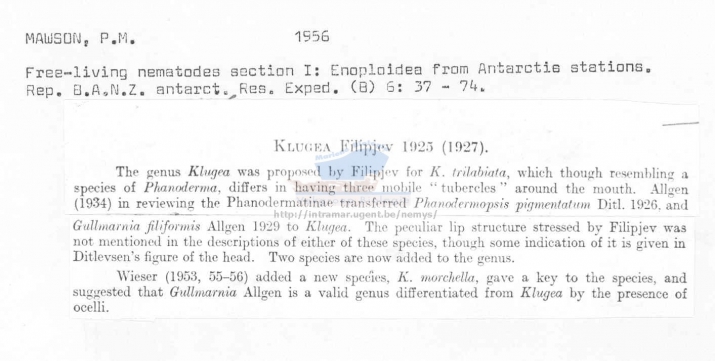 MAWSON, P.M. 1956
Free-living nematodes section I: Enoploidea from Antarctic stations.
Rep. B.A.N.Z. antarct. Res. Exped. (B) 6: 37 - 74.
KLUGEA Filipjev 1925 (1927).
The genus Klugea was proposed by Filipjev for K. trilabiata, which though resembling a
species of Phanoderma, differs in having three mobile "tubercles" around the mouth. Allgen
(1934) in reviewing the Phanodermatinae transferred Phanodermopsis pigmentatum Ditl. 1926, and
http://intramar.ugent.be/nemys/
Gullmarnia filiformis Allgen 1929 to Klugea. The peculiar lip structure stressed by Filipjev was
not mentioned in the descriptions of either of these species, though some indication of it is given in
Ditlevsen's figure of the head. Two species are now added to the genus.
Wieser (1953, 55-56) added a new species, K. morchella, gave a key to the species, and
suggested that Gullmarnia Allgen is a valid genus differentiated from Klugea by the presence of
ocelli.